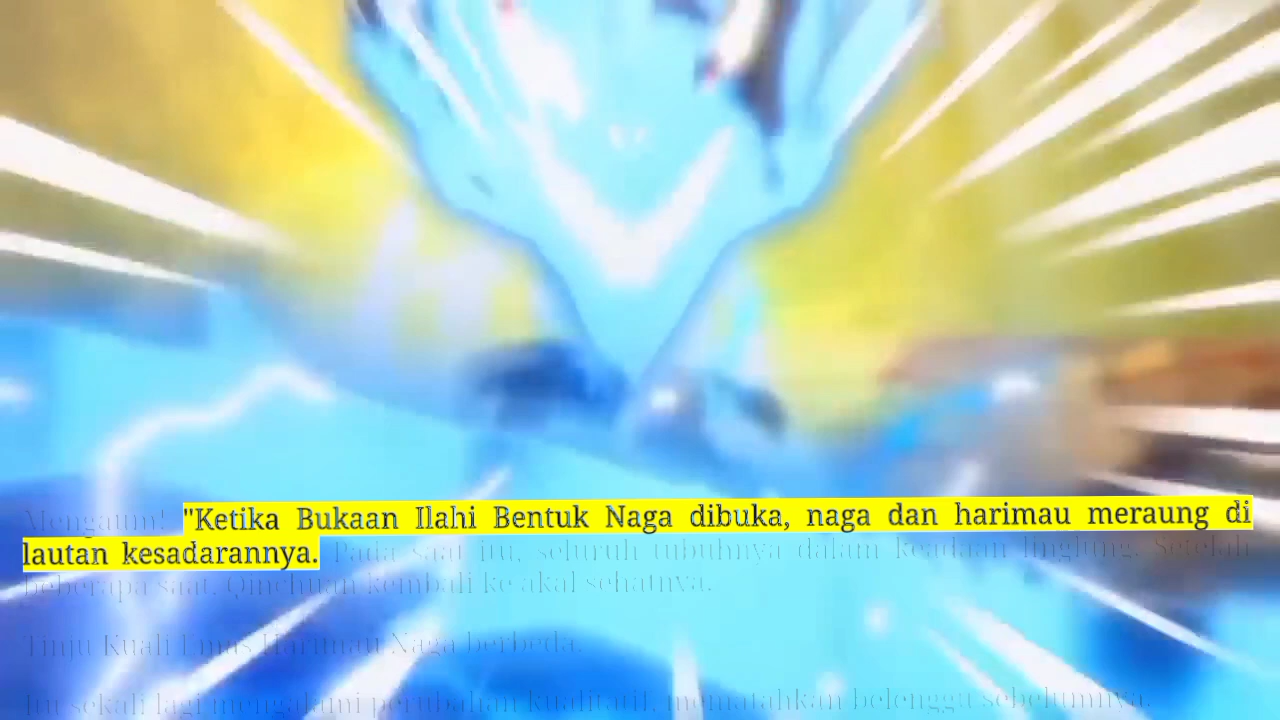 Mengaum! "Ketika Bukaan Ilahi Bentuk Naga dibuka, naga dan harimau meraung di
lautan kesadarannya. Pada saat itu, seluruh tubuhnya dalam keadaan linglung. Setelah
beberapa saat, Qinchuan kembali ke akal sehatnya.
Tinju Kuali Emas Harimau Naga berbeda.
Itu sekali lagi mengalami perubahan kualitatif, mematahkan belenggu sebelumnya.